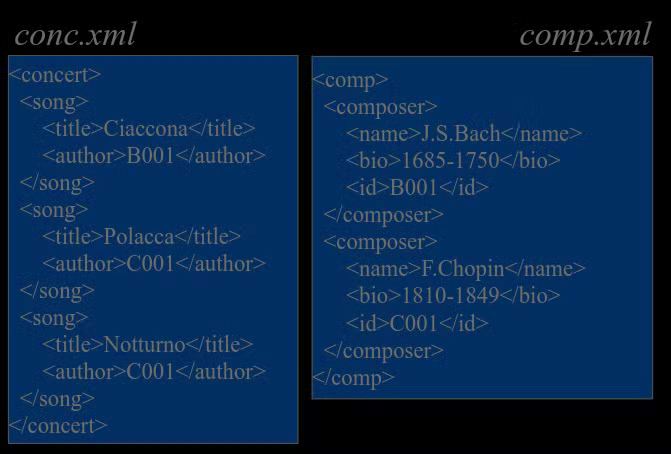 conc.xml
<concert>
<song>
<title>Ciaccona</title>
<author>B001</author>
</song>
<song>
<title>Polacca</title>
<author>C001</author>
</song>
<song>
<title>Notturno</title>
<author>C001</author>
</song>
</concert>
comp.xml
<comp>
<composer>
<name>J.S.Bach</name>
<bio>1685-1750</bio>
<id>B001</id>
</composer>
<composer>
<name>F.Chopin</name>
<bio>1810-1849</bio>
<id>C001</id>
</composer>
</comp>